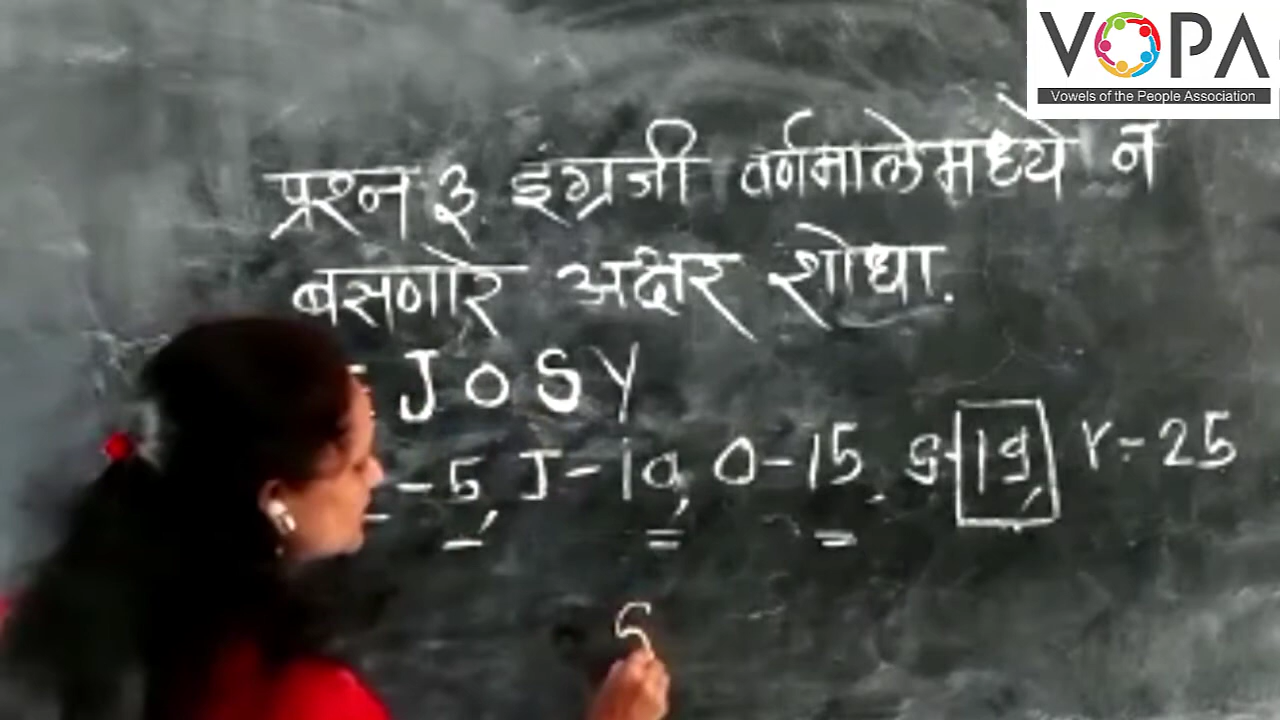 VOPA
Vowels of the People Association
प्रश्न ३ इंग्रजी वर्णमालेमध्ये न
बसणारे अक्षर शोधा.
J O S Y
-5, J-10, O-15, S-19, Y-25
S